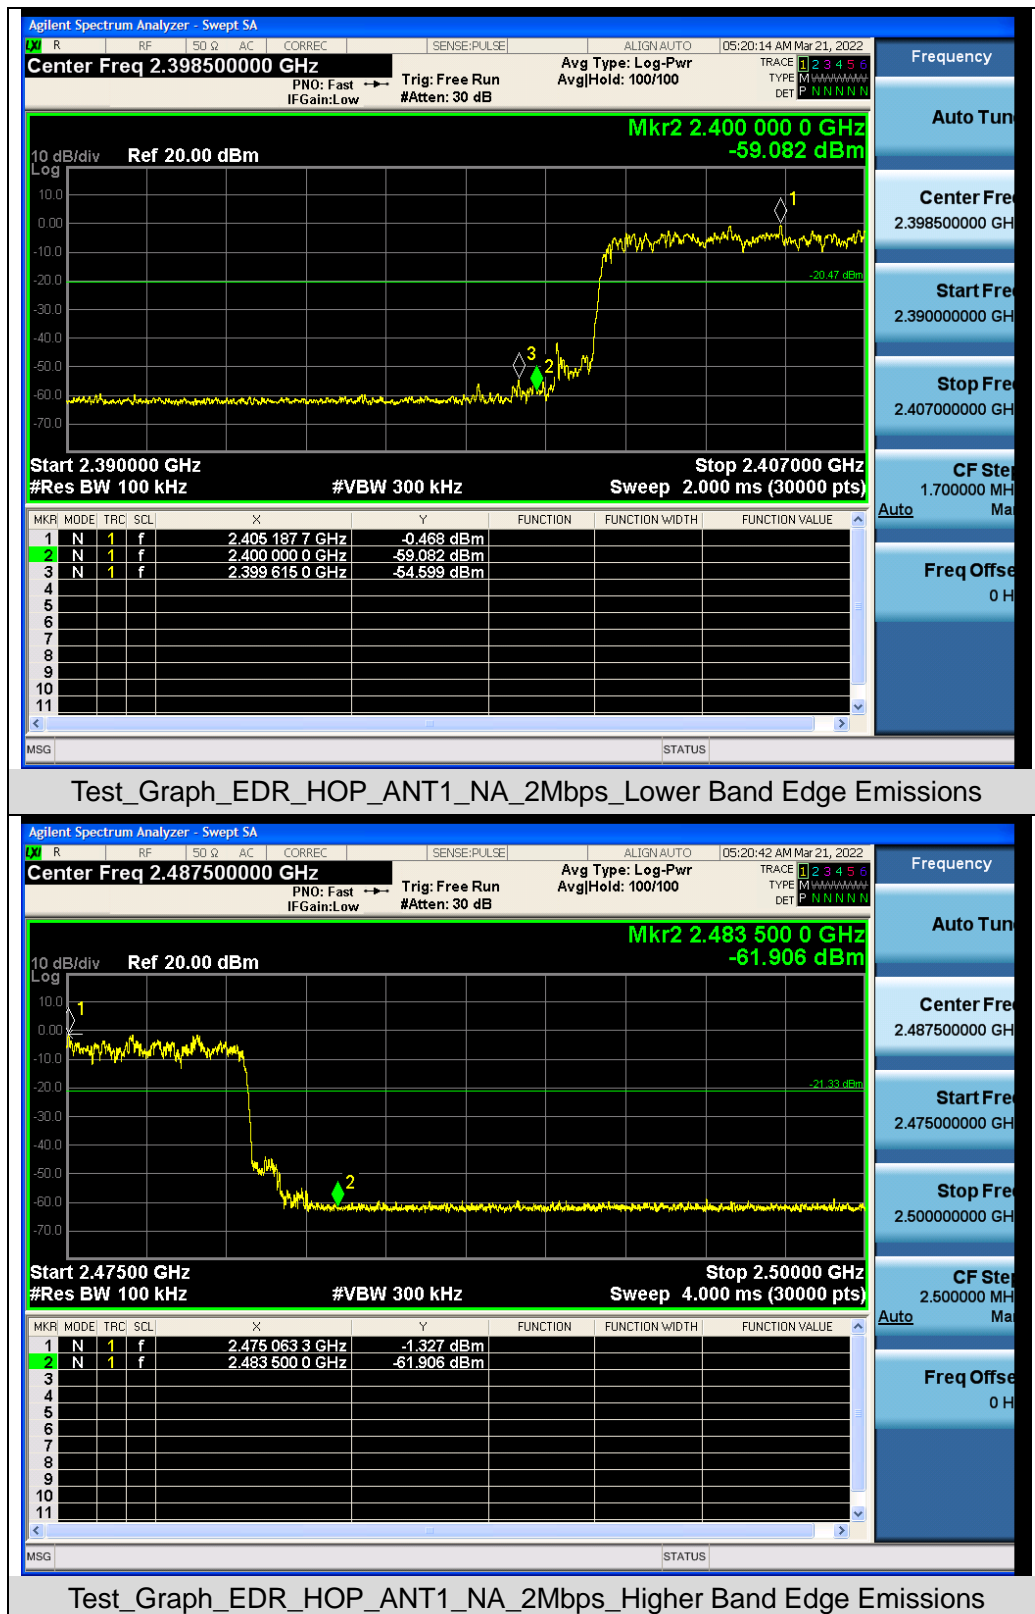 Agilent Spectrum Analyzer - Swept SA
LXI R RF 50 Ω AC CORREC SENSE:PULSE ALIGN AUTO 05:20:14 AM Mar 21, 2022
Center Freq 2.398500000 GHz
PNO: Fast
IFGain:Low
Trig: Free Run
#Atten: 30 dB
Avg Type: Log-Pwr
Avg|Hold: 100/100
TRACE 1 2 3 4 5 6
TYPE M WWWWW
DET P N N N N N
Frequency
Auto Tun
Mkr2 2.400 000 0 GHz
-59.082 dBm
10 dB/div
Log
Ref 20.00 dBm
10.0
0.00
-10.0
-20.0
-30.0
-40.0
-50.0
-60.0
-70.0
1
-20.47 dBm
3
2
Center Fre
2.398500000 GH
Start Fre
2.390000000 GH
Stop Fre
2.407000000 GH
CF Ste
1.700000 MH
Auto Ma
Freq Offse
0 H
Start 2.390000 GHz Stop 2.407000 GHz
#Res BW 100 kHz #VBW 300 kHz Sweep 2.000 ms (30000 pts)
MKR MODE TRC SCL X Y FUNCTION FUNCTION WIDTH FUNCTION VALUE
1 N 1 f 2.405 187 7 GHz -0.468 dBm
2 N 1 f 2.400 000 0 GHz -59.082 dBm
3 N 1 f 2.399 615 0 GHz -54.599 dBm
4
5
6
7
8
9
10
11
MSG STATUS
Test_Graph_EDR_HOP_ANT1_NA_2Mbps_Lower Band Edge Emissions
Agilent Spectrum Analyzer - Swept SA
LXI R RF 50 Ω AC CORREC SENSE:PULSE ALIGN AUTO 05:20:42 AM Mar 21, 2022
Center Freq 2.487500000 GHz
PNO: Fast
IFGain:Low
Trig: Free Run
#Atten: 30 dB
Avg Type: Log-Pwr
Avg|Hold: 100/100
TRACE 1 2 3 4 5 6
TYPE M WWWWW
DET P N N N N N
Frequency
Auto Tun
Mkr2 2.483 500 0 GHz
-61.906 dBm
10 dB/div
Log
Ref 20.00 dBm
10.0
0.00
-10.0
-20.0
-30.0
-40.0
-50.0
-60.0
-70.0
1
-21.33 dBm
2
Center Fre
2.487500000 GH
Start Fre
2.475000000 GH
Stop Fre
2.500000000 GH
CF Ste
2.500000 MH
Auto Ma
Freq Offse
0 H
Start 2.47500 GHz Stop 2.50000 GHz
#Res BW 100 kHz #VBW 300 kHz Sweep 4.000 ms (30000 pts)
MKR MODE TRC SCL X Y FUNCTION FUNCTION WIDTH FUNCTION VALUE
1 N 1 f 2.475 063 3 GHz -1.327 dBm
2 N 1 f 2.483 500 0 GHz -61.906 dBm
3
4
5
6
7
8
9
10
11
MSG STATUS
Test_Graph_EDR_HOP_ANT1_NA_2Mbps_Higher Band Edge Emissions